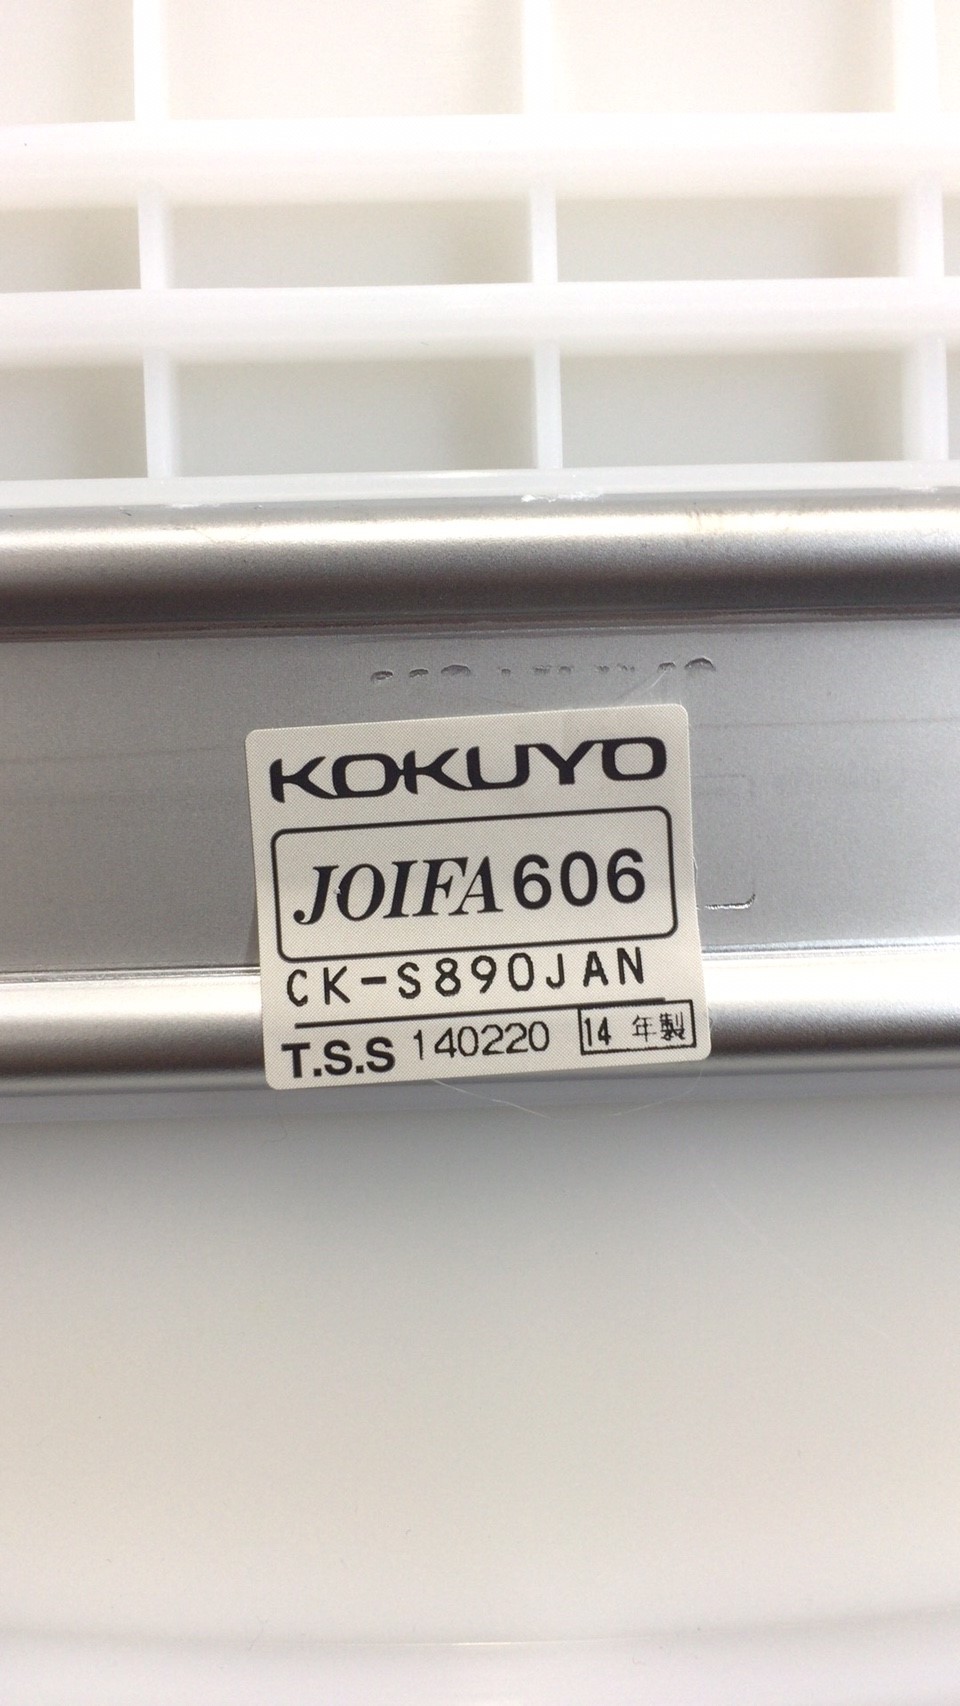 KOKUYO
JOIFA606
CK-S890JAN
T.S.S 140220 14 年製